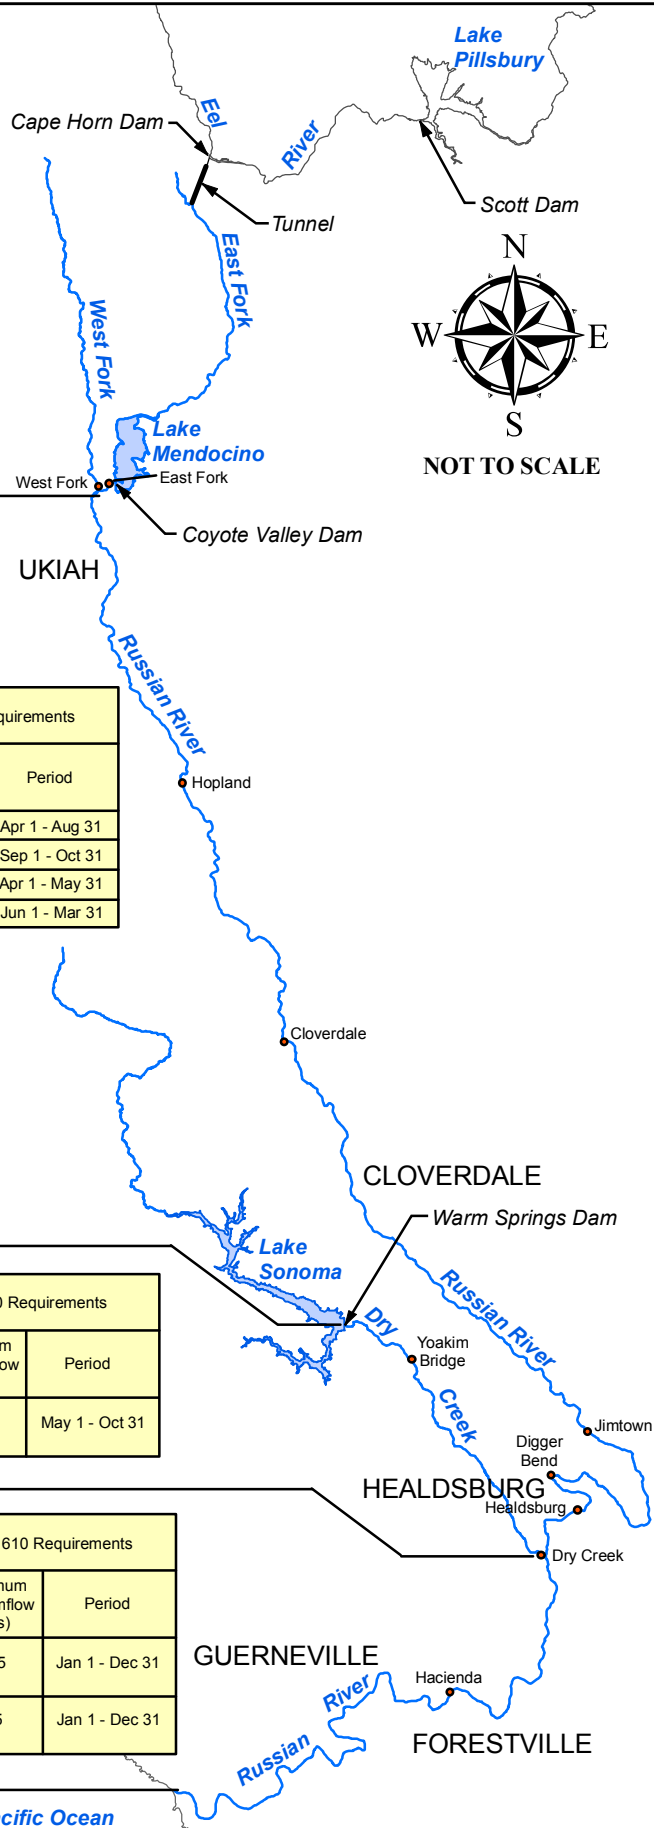 Lake
Pillsbury
Eel
River
Cape Horn Dam
Scott Dam
Tunnel
East Fork
N
W
E
S
NOT TO SCALE
West Fork
Lake
Mendocino
West Fork
East Fork
Coyote Valley Dam
UKIAH
Russian River
Period
Apr 1 - Aug 31
Sep 1 - Oct 31
Apr 1 - May 31
Jun 1 - Mar 31
Hopland
Cloverdale
CLOVERDALE
Warm Springs Dam
Lake
Sonoma
Requirements
Period
May 1 - Oct 31
Dry
Creek
Yoakim
Bridge
Russian River
Jimtown
Digger
Bend
HEALDSBURG
Healdsburg
Dry Creek
610 Requirements
Period
5
Jan 1 - Dec 31
5
Jan 1 - Dec 31
GUERNEVILLE
Hacienda
Russian
River
FORESTVILLE
Ocean